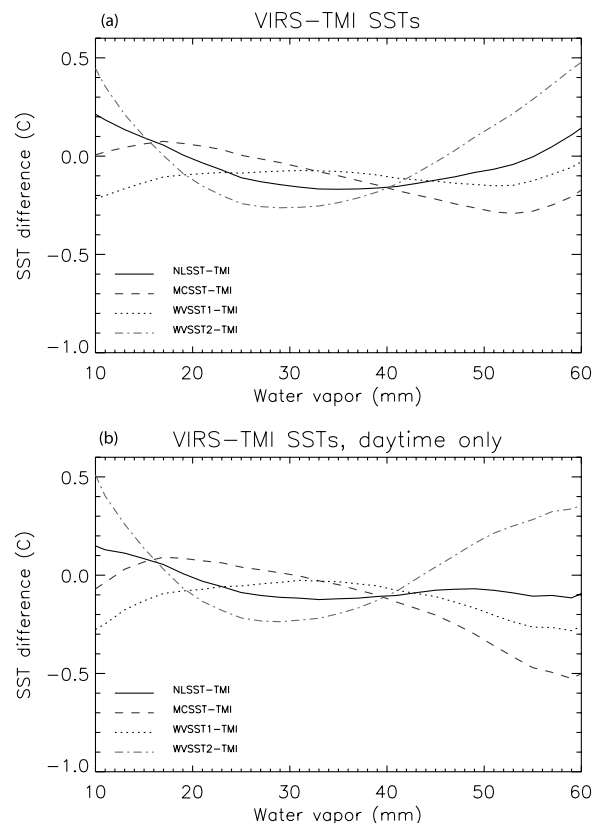 (a) VIRS-TMI SSTs
0.5
0.0
-0.5
-1.0
SST difference (C)
NLSST-TMI
MCSST-TMI
WVSST1-TMI
WVSST2-TMI
10 20 30 40 50 60
Water vapor (mm)
(b) VIRS-TMI SSTs, daytime only
0.5
0.0
-0.5
-1.0
SST difference (C)
NLSST-TMI
MCSST-TMI
WVSST1-TMI
WVSST2-TMI
10 20 30 40 50 60
Water vapor (mm)